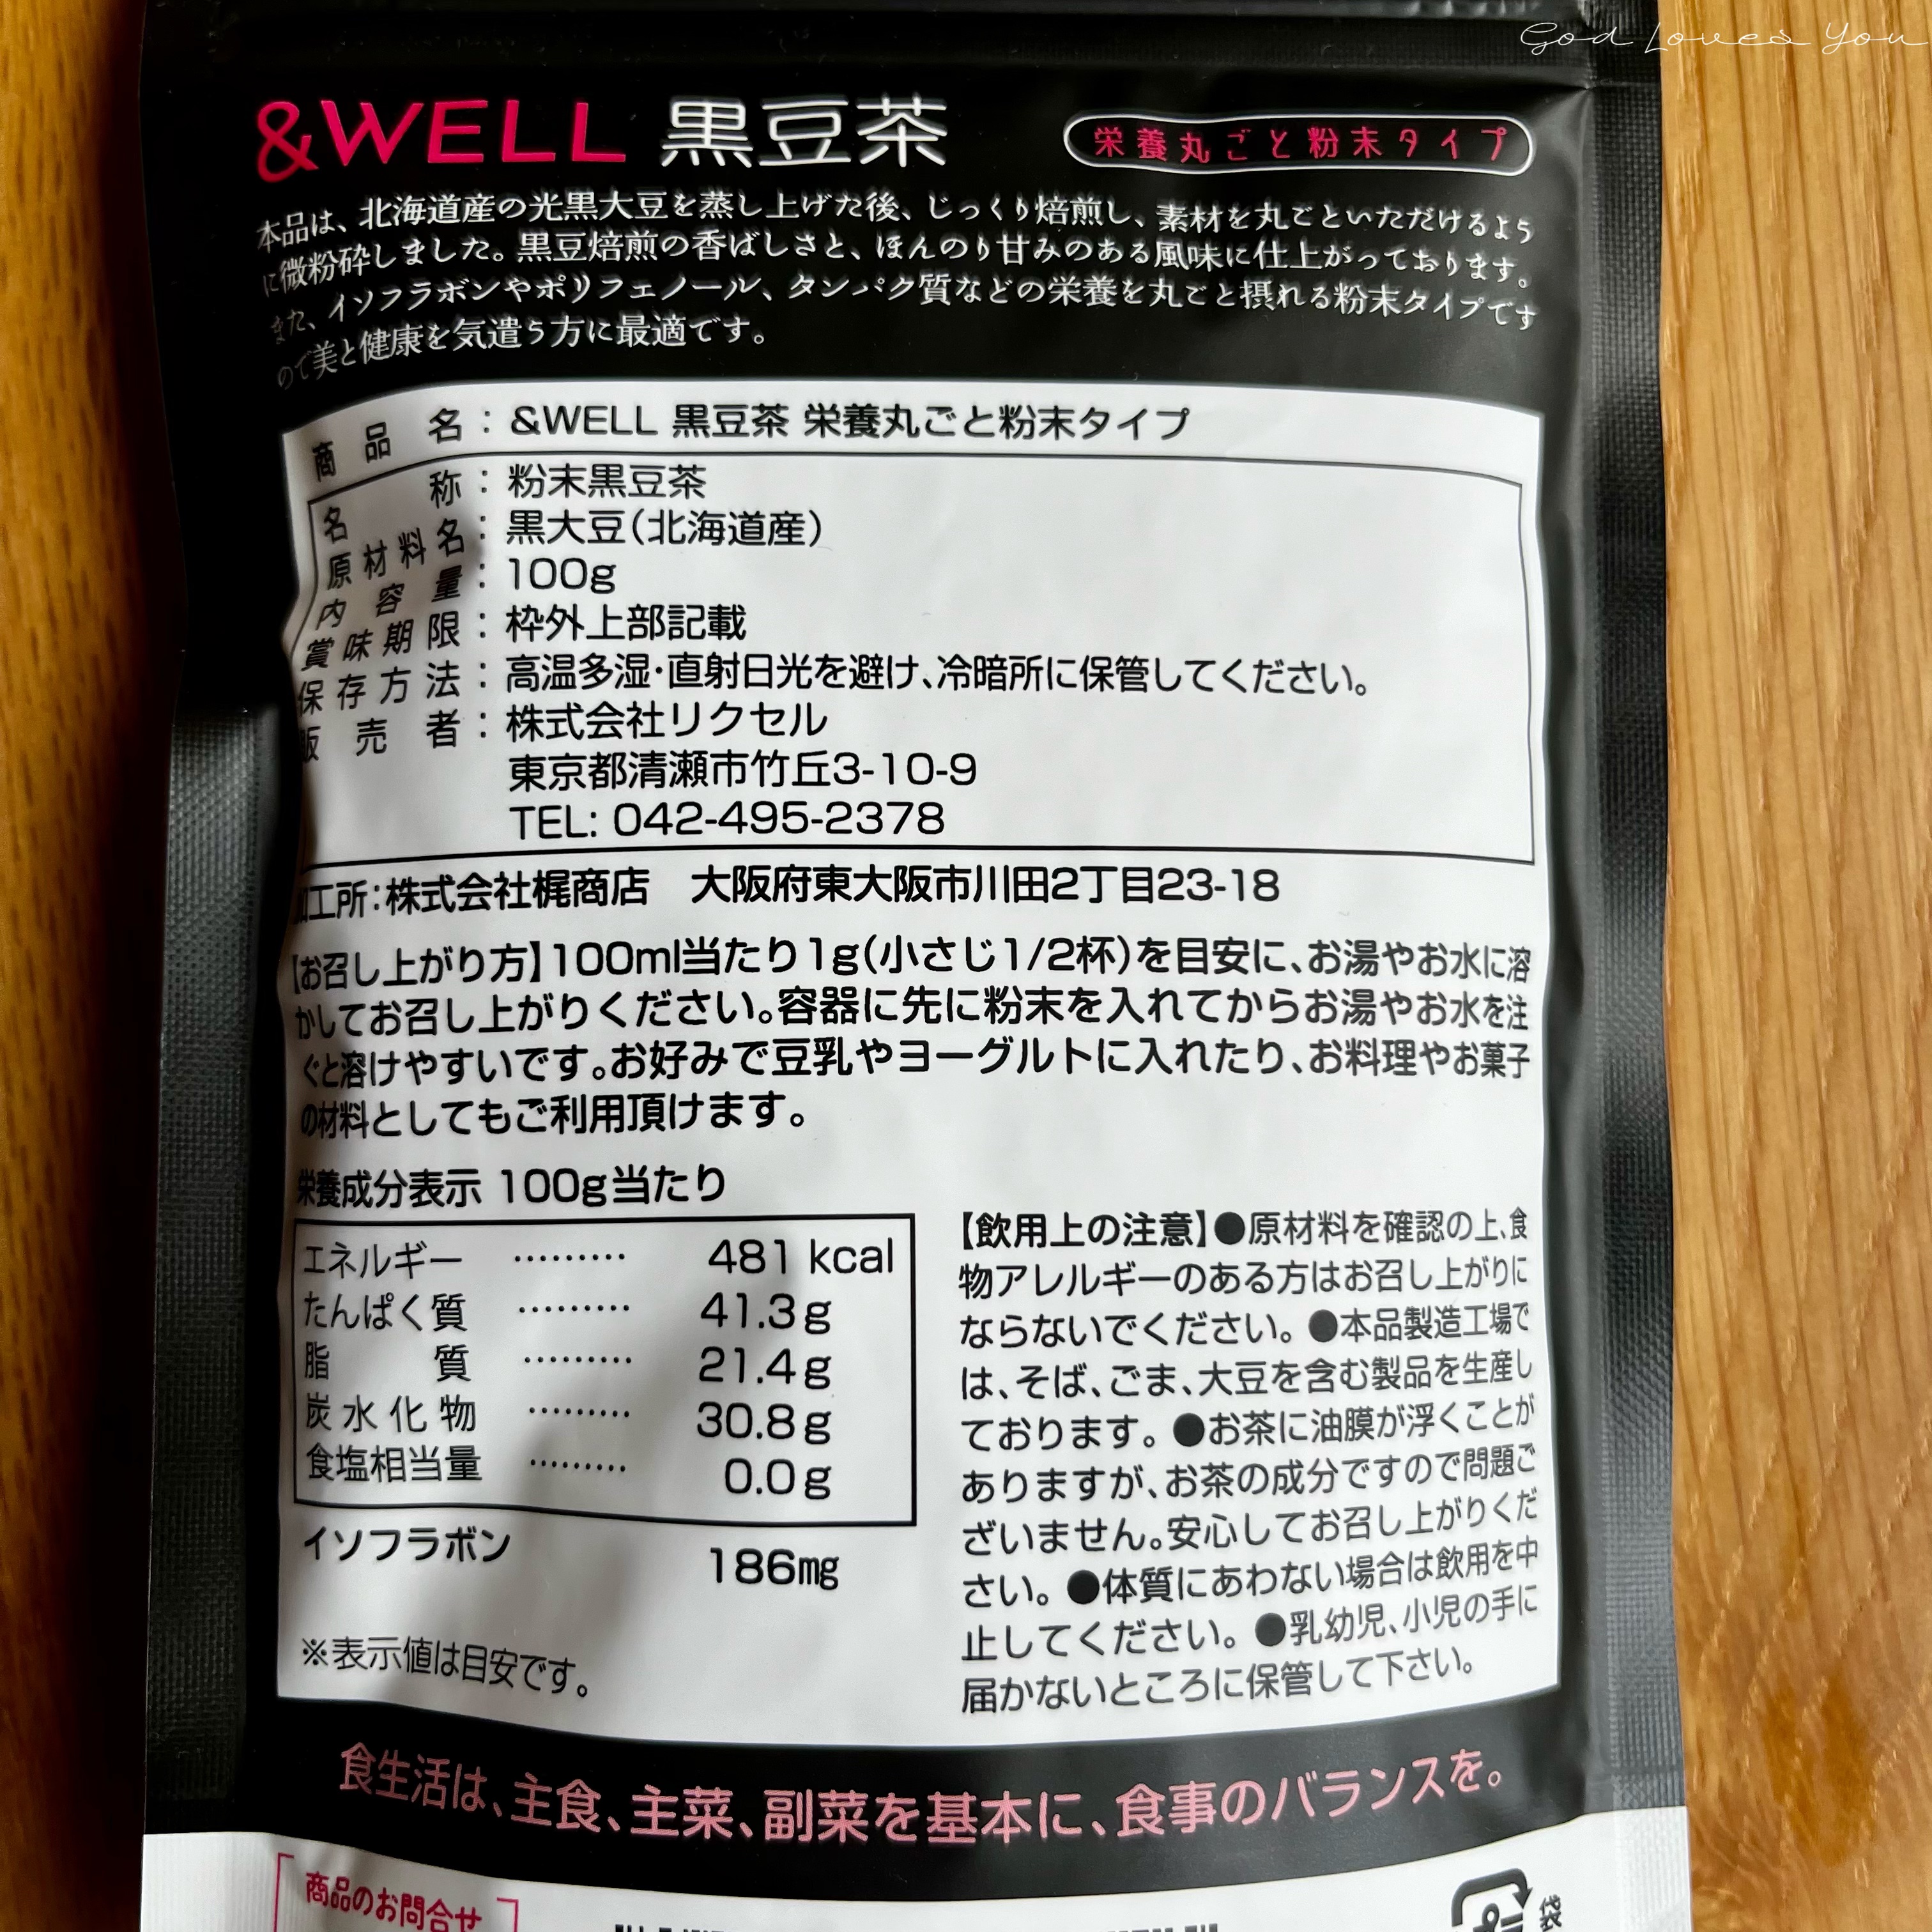 God Loves You
&WELL 黒豆茶
栄養丸ごと粉末タイプ
本品は、北海道産の光黒大豆を蒸し上げた後、じっくり焙煎し、素材を丸ごといただけるよう
に微粉砕しました。黒豆焙煎の香ばしさと、ほんのり甘みのある風味に仕上がっております。
また、イソフラボンやポリフェノール、タンパク質などの栄養を丸ごと摂れる粉末タイプです
ので美と健康を気遣う方に最適です。
商品名：&WELL 黒豆茶 栄養丸ごと粉末タイプ
名称：粉末黒豆茶
原材料名：黒大豆(北海道産)
内容量：100g
賞味期限：枠外上部記載
保存方法：高温多湿・直射日光を避け、冷暗所に保管してください。
販売者：株式会社リクセル
東京都清瀬市竹丘3-10-9
TEL: 042-495-2378
加工所：株式会社梶商店　大阪府東大阪市川田2丁目23-18
【お召し上がり方】100ml当たり1g(小さじ1/2杯)を目安に、お湯やお水に溶
かしてお召し上がりください。容器に先に粉末を入れてからお湯やお水を注
ぐと溶けやすいです。お好みで豆乳やヨーグルトに入れたり、お料理やお菓子
の材料としてもご利用頂けます。
栄養成分表示 100g当たり
エネルギー ……… 481 kcal
たんぱく質 ……… 41.3g
脂質 ……… 21.4g
炭水化物 ……… 30.8g
食塩相当量 ……… 0.0g
イソフラボン 186mg
※表示値は目安です。
【飲用上の注意】●原材料を確認の上、食
物アレルギーのある方はお召し上がりに
ならないでください。●本品製造工場で
は、そば、ごま、大豆を含む製品を生産し
ております。●お茶に油膜が浮くことが
ありますが、お茶の成分ですので問題ご
ざいません。安心してお召し上がりくだ
さい。●体質にあわない場合は飲用を中
止してください。●乳幼児、小児の手に
届かないところに保管して下さい。
食生活は、主食、主菜、副菜を基本に、食事のバランスを。
商品のお問合せ
袋